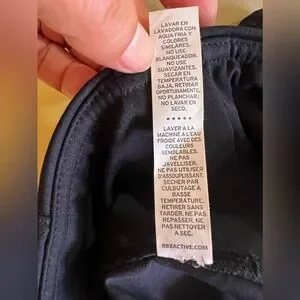 LAVAR EN
LAVADORA CON
AQUA FRIA Y
COLORES
SIMILARES.
NO USE
BLANQUEADOR.
NO USE
SUAVIZANTES.
SECAR EN
TEMPERATURA
BAJA. RETIRAR
OPORTUNAMENTE.
NO PLANCHAR.
NO LAVAR EN
SECO.
*****
LAVER A LA
MACHINE A L'EAU
FROIDE AVEC DES
COULEURS
SEMBLABLES.
NE PAS
JAVELLISER.
NE PAS UTILISER
D'ASSOUPLISSANT.
SECHER PAR
CULBUTAGE A
BASSE
TEMPERATURE.
RETIRER SANS
TARDER. NE PAS
REPASSER. NE
PAS NETTOYER
A SEC.
RBXACTIVE.COM